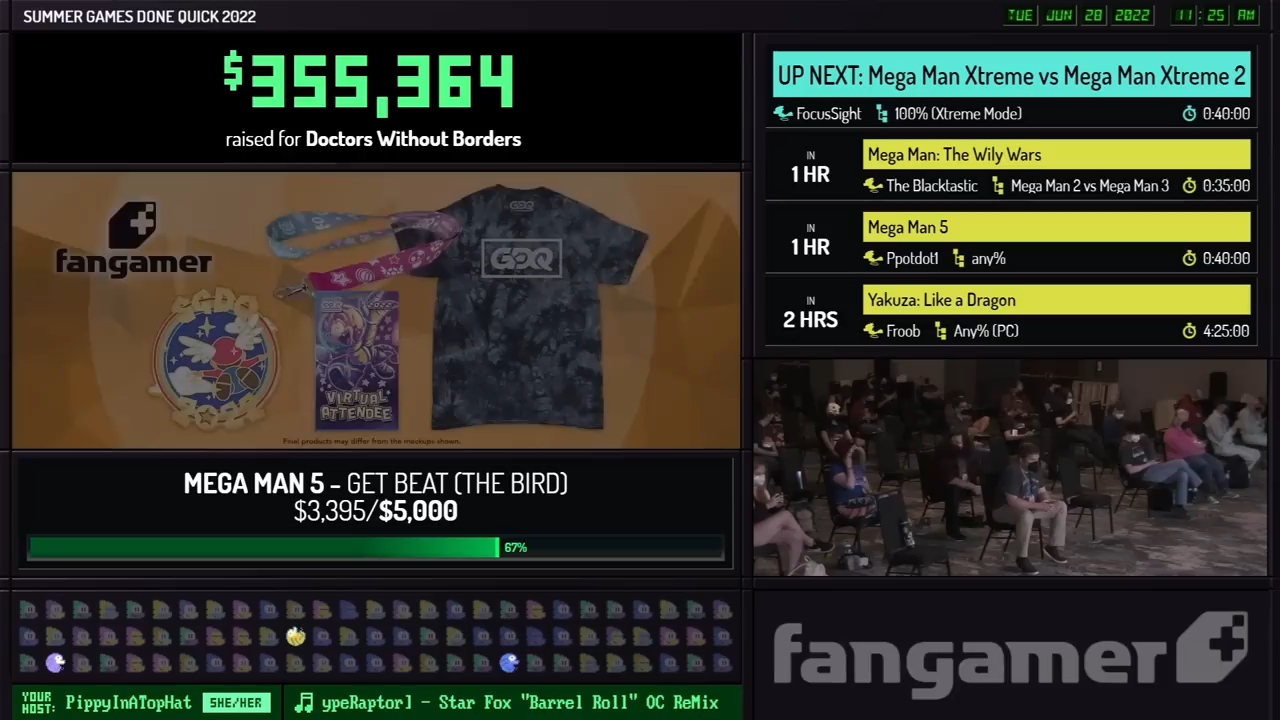 SUMMER GAMES DONE QUICK 2022
TUE JUN 28 2022 11:25 AM
$355,364
raised for Doctors Without Borders
fangamer
GDQ
VIRTUAL
ATTENDEE
Final products may differ from the mockups shown.
MEGA MAN 5 - GET BEAT (THE BIRD)
$3,395/$5,000
67%
YOUR HOST: PippyInATopHat SHE/HER
ypeRaptor] - Star Fox "Barrel Roll" OC ReMix
UP NEXT: Mega Man Xtreme vs Mega Man Xtreme 2
FocusSight 100% (Xtreme Mode) 0:40:00
IN
1 HR
Mega Man: The Wily Wars
The Blacktastic Mega Man 2 vs Mega Man 3 0:35:00
IN
1 HR
Mega Man 5
Ppotdot1 any% 0:40:00
IN
2 HRS
Yakuza: Like a Dragon
Froob Any% (PC) 4:25:00
fangamer